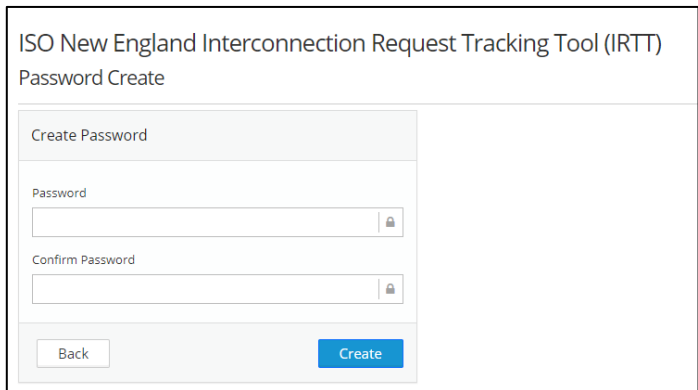 ISO New England Interconnection Request Tracking Tool (IRTT)
Password Create
Create Password
Password
Confirm Password
Back
Create